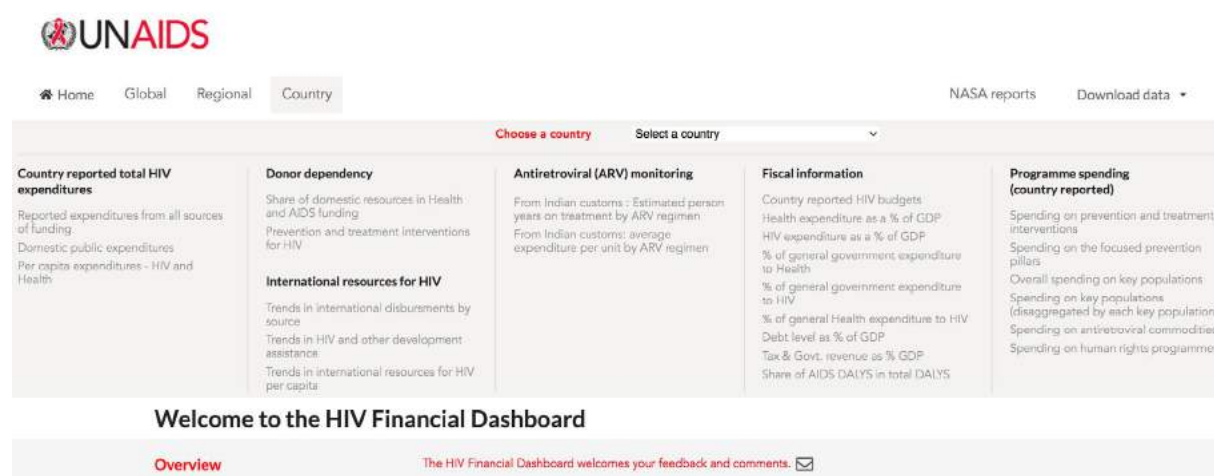 UNAIDS
Home Global Regional Country NASA reports Download data
Choose a country Select a country
Country reported total HIV
expenditures
Reported expenditures from all sources
of funding
Domestic public expenditures
Per capita expenditures - HIV and
Health
Donor dependency
Share of domestic resources in Health
and AIDS funding
Prevention and treatment interventions
for HIV
International resources for HIV
Trends in international disbursments by
source
Trends in HIV and other development
assistance
Trends in international resources for HIV
per capita
Antiretroviral (ARV) monitoring
From Indian customs : Estimated person
years on treatment by ARV regimen
From Indian customs: average
expenditure per unit by ARV regimen
Fiscal information
Country reported HIV budgets
Health expenditure as a % of GDP
HIV expenditure as a % of GDP
% of general government expenditure
to Health
% of general government expenditure
to HIV
% of general Health expenditure to HIV
Debt level as % of GDP
Tax & Govt. revenue as % GDP
Share of AIDS DALYS in total DALYS
Programme spending
(country reported)
Spending on prevention and treatment
interventions
Spending on the focused prevention
pillars
Overall spending on key populations
Spending on key populations
(disaggregated by each key population
Spending on antiretroviral commoditie
Spending on human rights programme
Welcome to the HIV Financial Dashboard
Overview The HIV Financial Dashboard welcomes your feedback and comments.